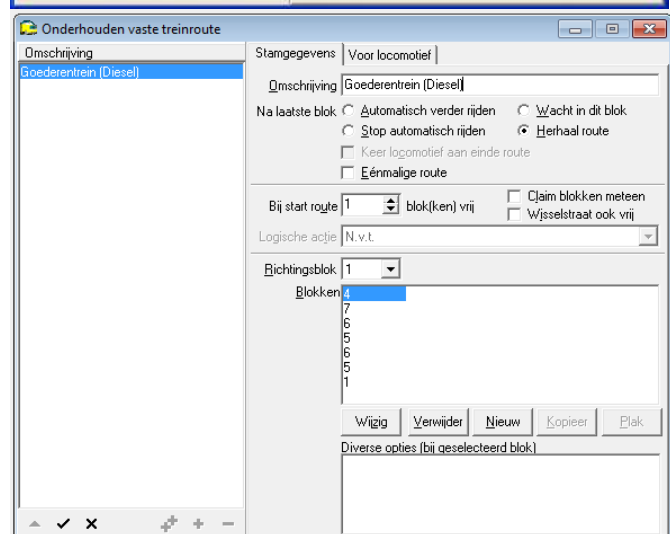 Onderhouden vaste treinroute
Omschrijving
Goederentrein (Diesel)
Stamgegevens Voor locomotief
Omschrijving Goederentrein (Diesel)
Na laatste blok Automatisch verder rijden Wacht in dit blok
Stop automatisch rijden Herhaal route
Keer locomotief aan einde route
Eénmalige route
Bij start route 1 blok(ken) vrij Claim blokken meteen
Wisselstraat ook vrij
Logische actie N.v.t.
Richtingsblok 1
Blokken 4
7
6
5
6
5
1
Wijzig Verwijder Nieuw Kopieer Plak
Diverse opties (bij geselecteerd blok)